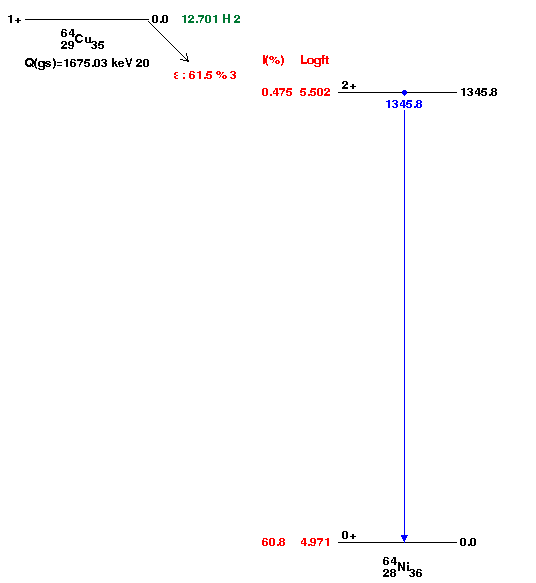 1+ 0.0 12.701 H 2
64
29Cu35
Q(gs)=1675.03 keV 20
ε : 61.5 % 3
I(%) Logft
0.475 5.502 2+ 1345.8
1345.8
60.8 4.971 0+ 0.0
64
28Ni36